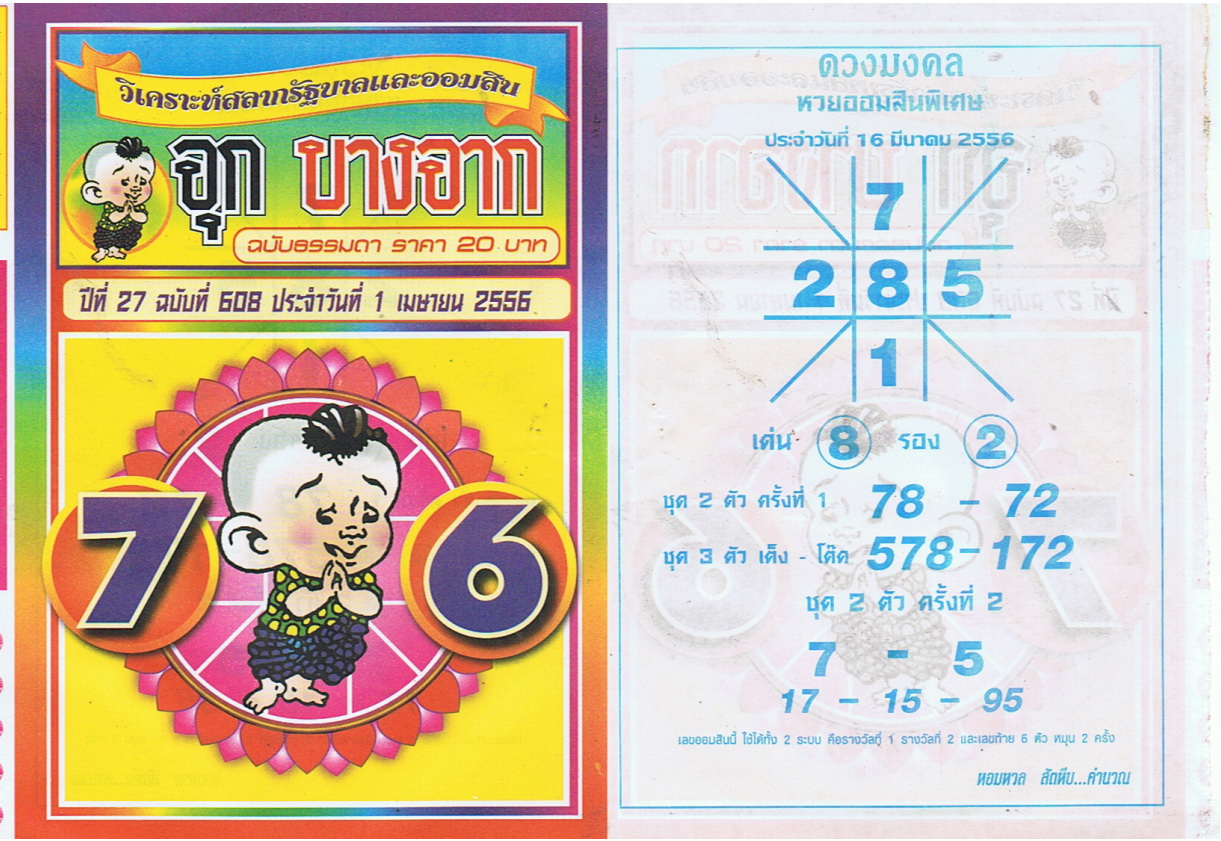 วิเคราะห์สลากรัฐบาลและออมสิน
อุก บางอาก
ฉบับธรรมดา ราคา 20 บาท
ปีที่ 27 ฉบับที่ 608 ประจำวันที่ 1 เมษายน 2556
7 6
ดวงมงคล
หวยออมสินพิเศษ
ประจำวันที่ 16 มีนาคม 2556
7
2 8 5
1
เด่น 8 รอง 2
ชุด 2 ตัว ครั้งที่ 1 78 - 72
ชุด 3 ตัว เต็ง - โต๊ด 578 - 172
ชุด 2 ตัว ครั้งที่ 2
7 - 5
17 - 15 - 95
เลขออมสินนี้ ใช้ได้ทั้ง 2 ระบบ คือรางวัลที่ 1 รางวัลที่ 2 และเลขท้าย 6 ตัว หมุน 2 ครั้ง
หอมหวล สัตหีบ...คำนวณ